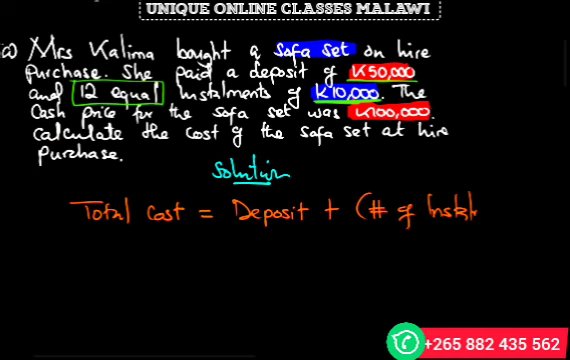 UNIQUE ONLINE CLASSES MALAWI
a) Mrs Kalima bought a sofa set on hire
purchase. She paid a deposit of K50,000
and 12 equal Instalments of K10,000. The
Cash price for the sofa set was K100,000.
Calculate the cost of the sofa set at hire
purchase.
Solution
Total Cost = Deposit + (# of Instal
+265 882 435 562